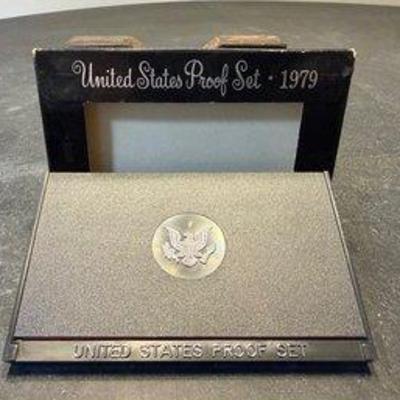 United States Proof Set · 1979
UNITED STATES PROOF SET